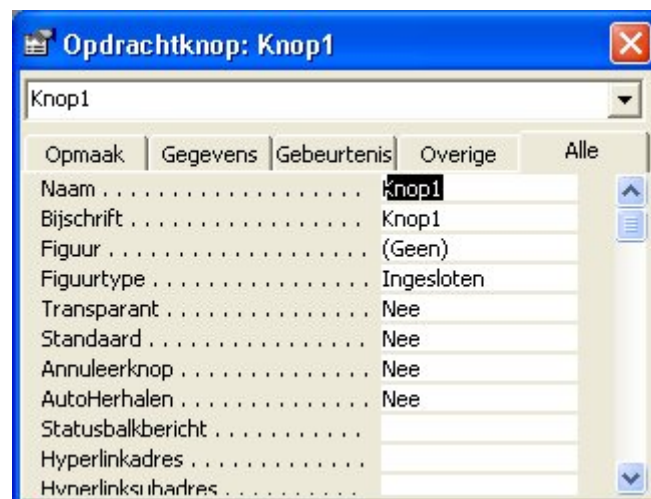 Opdrachtknop: Knop1
Knop1
Opmaak Gegevens Gebeurtenis Overige Alle
Naam . . . . . . . . . . . . . . . . . . . . Knop1
Bijschrift . . . . . . . . . . . . . . . . . . Knop1
Figuur . . . . . . . . . . . . . . . . . . . (Geen)
Figuurtype . . . . . . . . . . . . . . . . Ingesloten
Transparant . . . . . . . . . . . . . . . Nee
Standaard . . . . . . . . . . . . . . . . . Nee
Annuleerknop . . . . . . . . . . . . . . Nee
AutoHerhalen . . . . . . . . . . . . . . Nee
Statusbalkbericht . . . . . . . . . . .
Hyperlinkadres . . . . . . . . . . . . .
Hyperlinksubadres . . . . . . . . . .